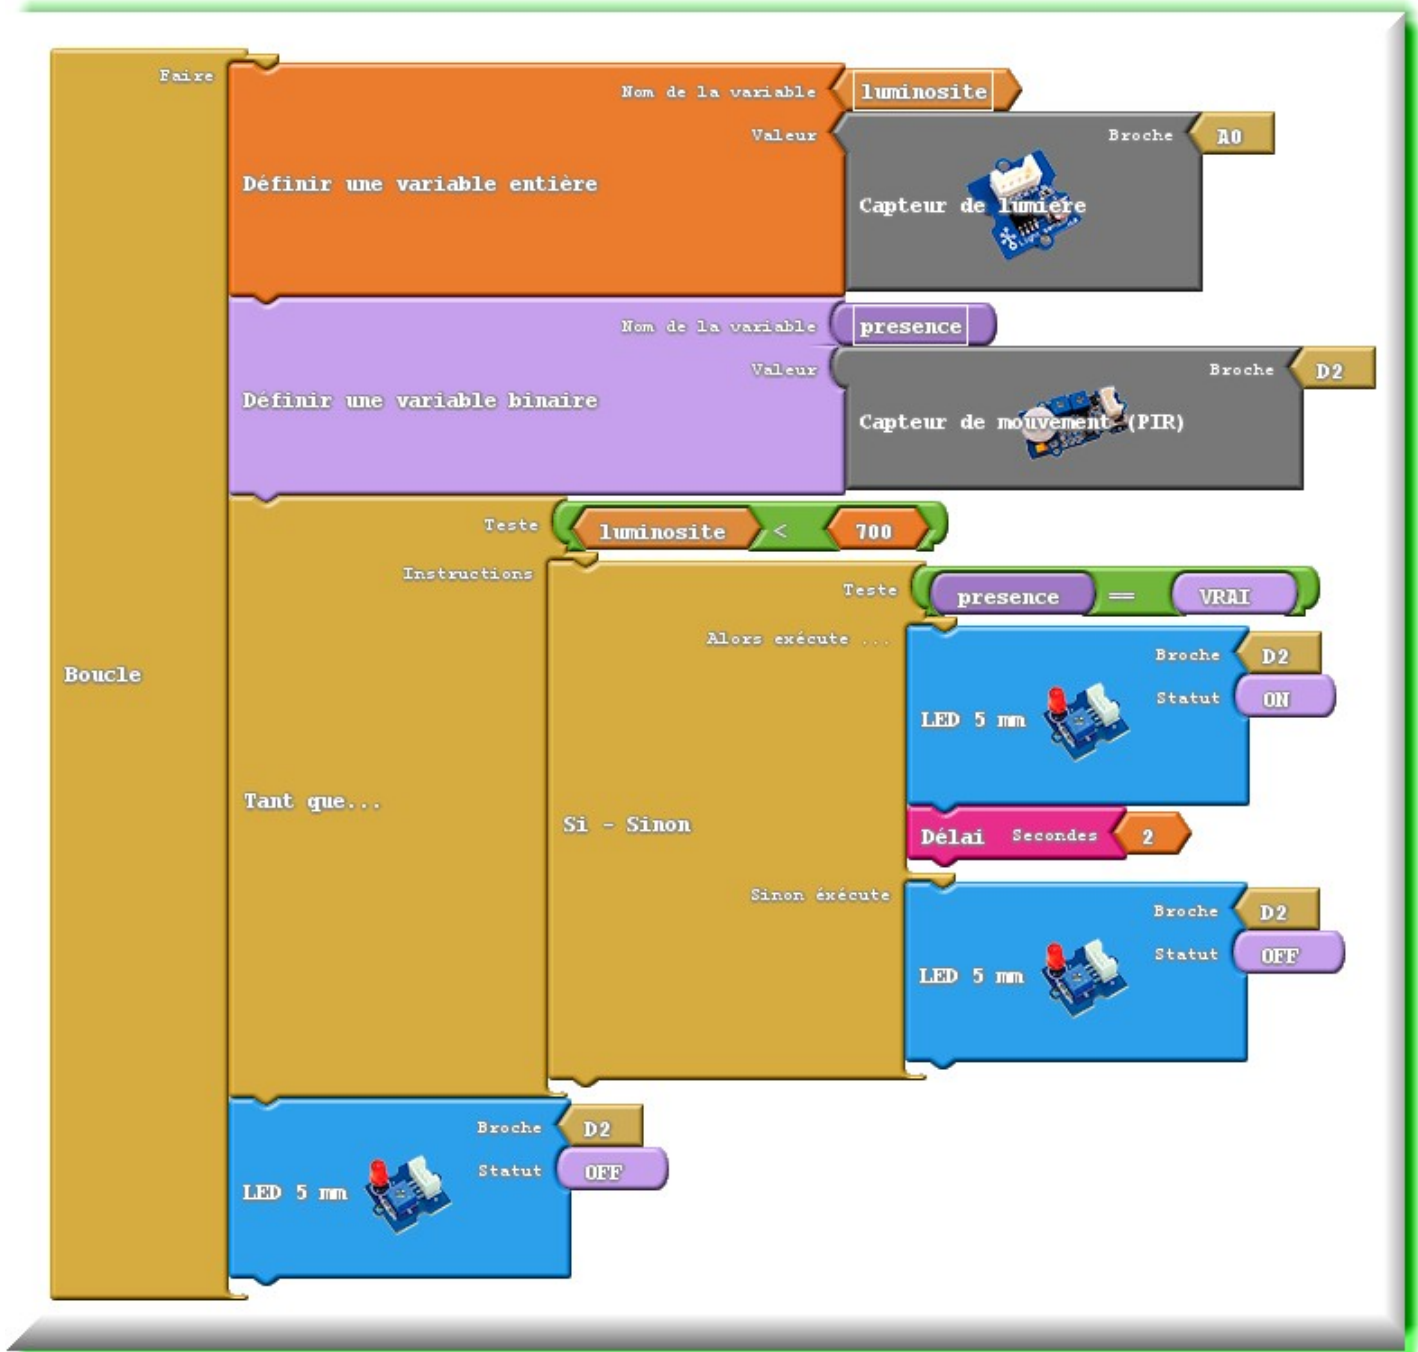 Faire
Nom de la variable luminosite
Valeur
Broche A0
Définir une variable entière
Capteur de lumière
Nom de la variable presence
Valeur
Broche D2
Définir une variable binaire
Capteur de mouvement (PIR)
Teste luminosite < 700
Instructions
Teste presence == VRAI
Alors exécute ...
Broche D2
Statut ON
LED 5 mm
Boucle
Tant que...
Si - Sinon
Délai Secondes 2
Sinon éxécute
Broche D2
Statut OFF
LED 5 mm
Broche D2
Statut OFF
LED 5 mm